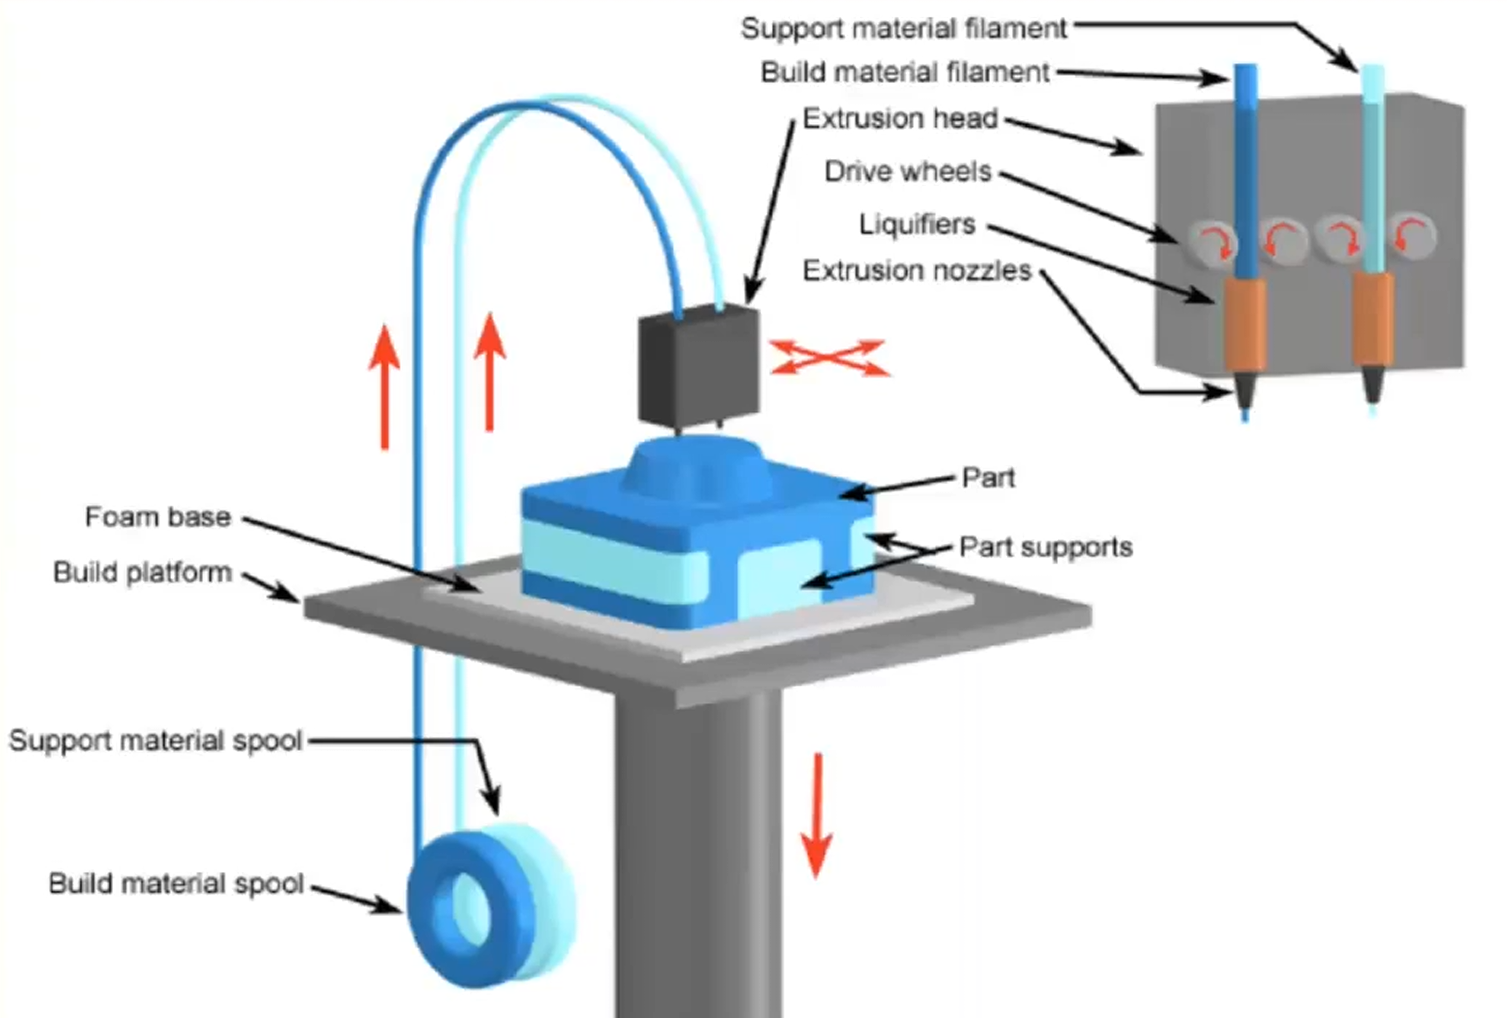 Support material filament
Build material filament
Extrusion head
Drive wheels
Liquifiers
Extrusion nozzles
Part
Foam base
Part supports
Build platform
Support material spool
Build material spool